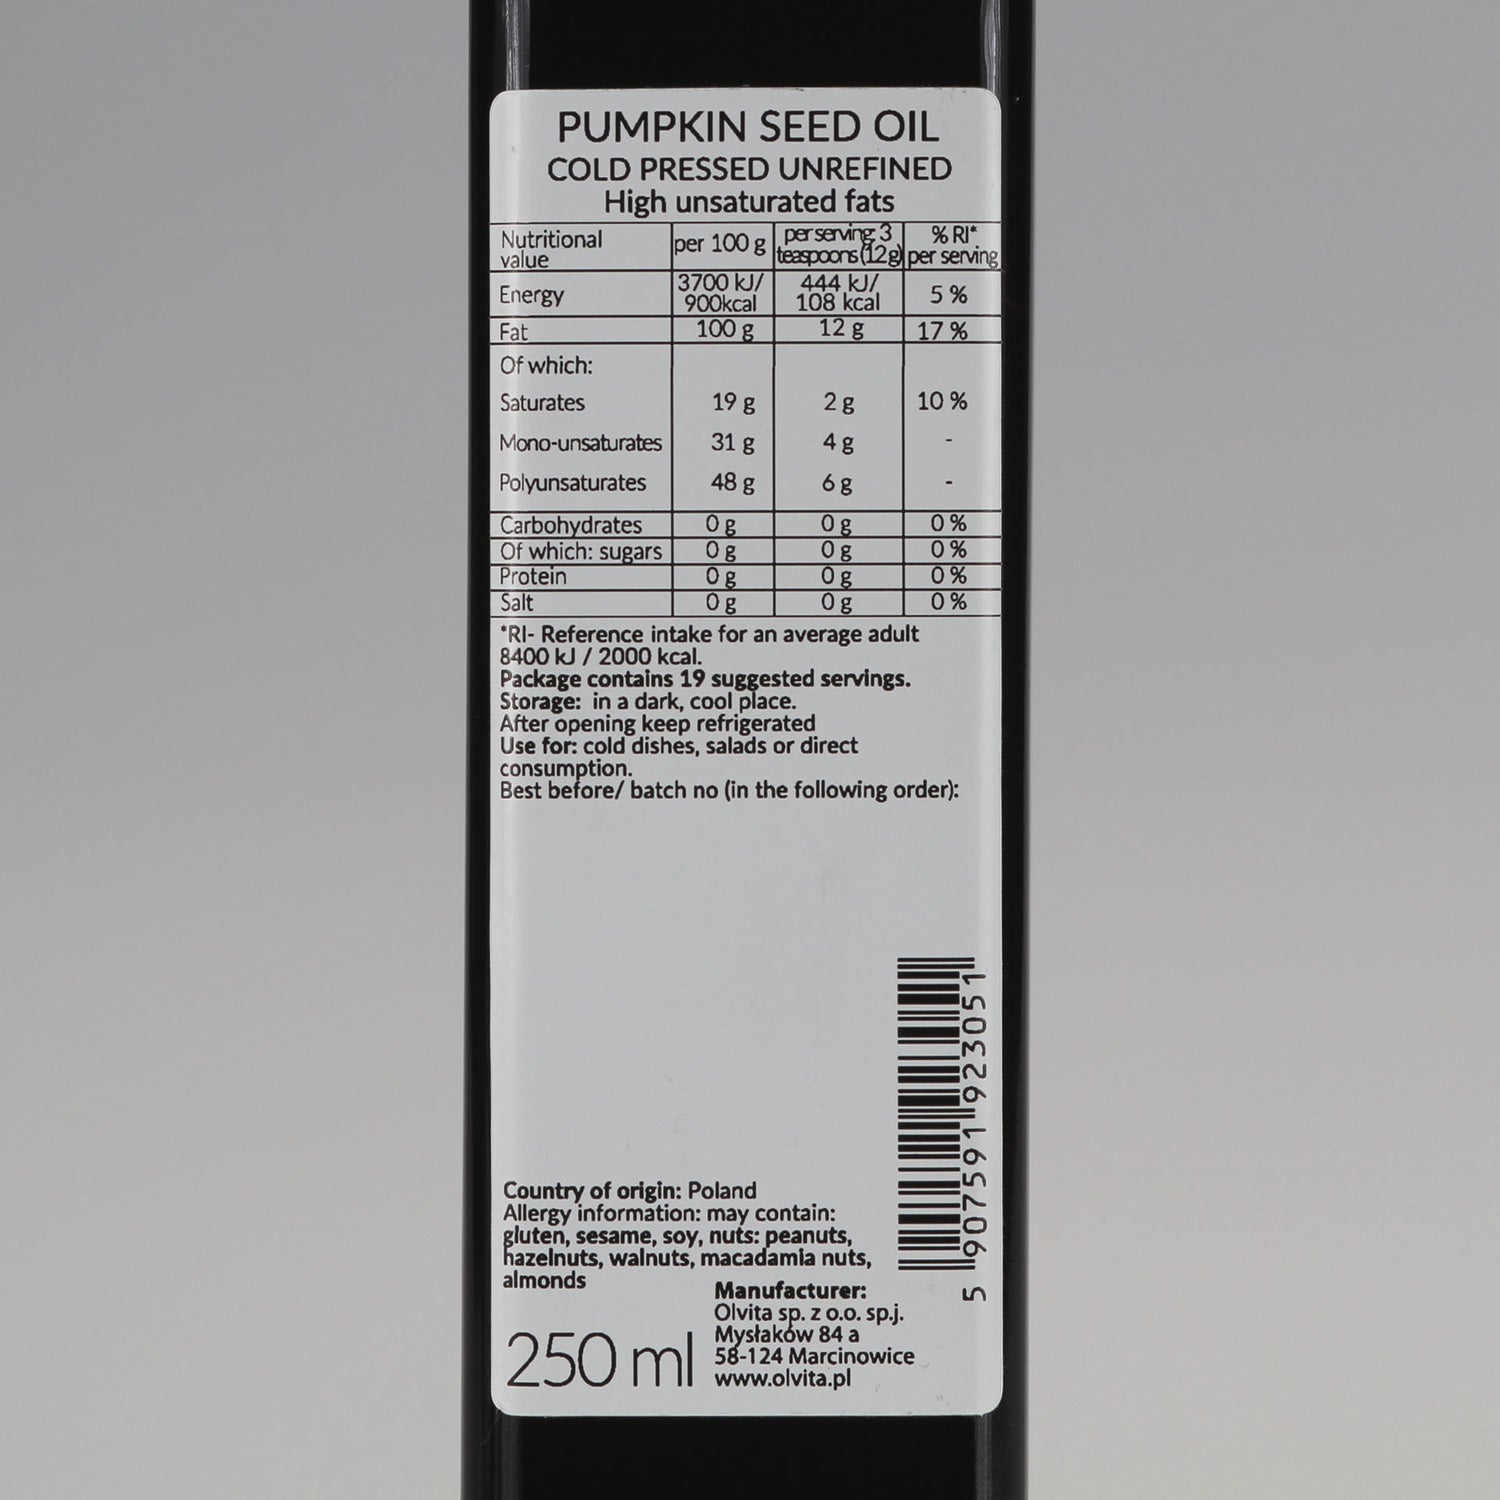 PUMPKIN SEED OIL
COLD PRESSED UNREFINED
High unsaturated fats
Nutritional value per 100 g per serving 3 teaspoons (12g) % RI* per serving
Energy 3700 kJ/ 900kcal 444 kJ/ 108 kcal 5 %
Fat 100 g 12 g 17 %
Of which:
Saturates 19 g 2 g 10 %
Mono-unsaturates 31 g 4 g -
Polyunsaturates 48 g 6 g -
Carbohydrates 0 g 0 g 0 %
Of which: sugars 0 g 0 g 0 %
Protein 0 g 0 g 0 %
Salt 0 g 0 g 0 %
*RI- Reference intake for an average adult
8400 kJ / 2000 kcal.
Package contains 19 suggested servings.
Storage: in a dark, cool place.
After opening keep refrigerated
Use for: cold dishes, salads or direct
consumption.
Best before/ batch no (in the following order):
5 907591 923051
Country of origin: Poland
Allergy information: may contain:
gluten, sesame, soy, nuts: peanuts,
hazelnuts, walnuts, macadamia nuts,
almonds
250 ml
Manufacturer:
Olvita sp. z o.o. sp.j.
Mysłaków 84 a
58-124 Marcinowice
www.olvita.pl